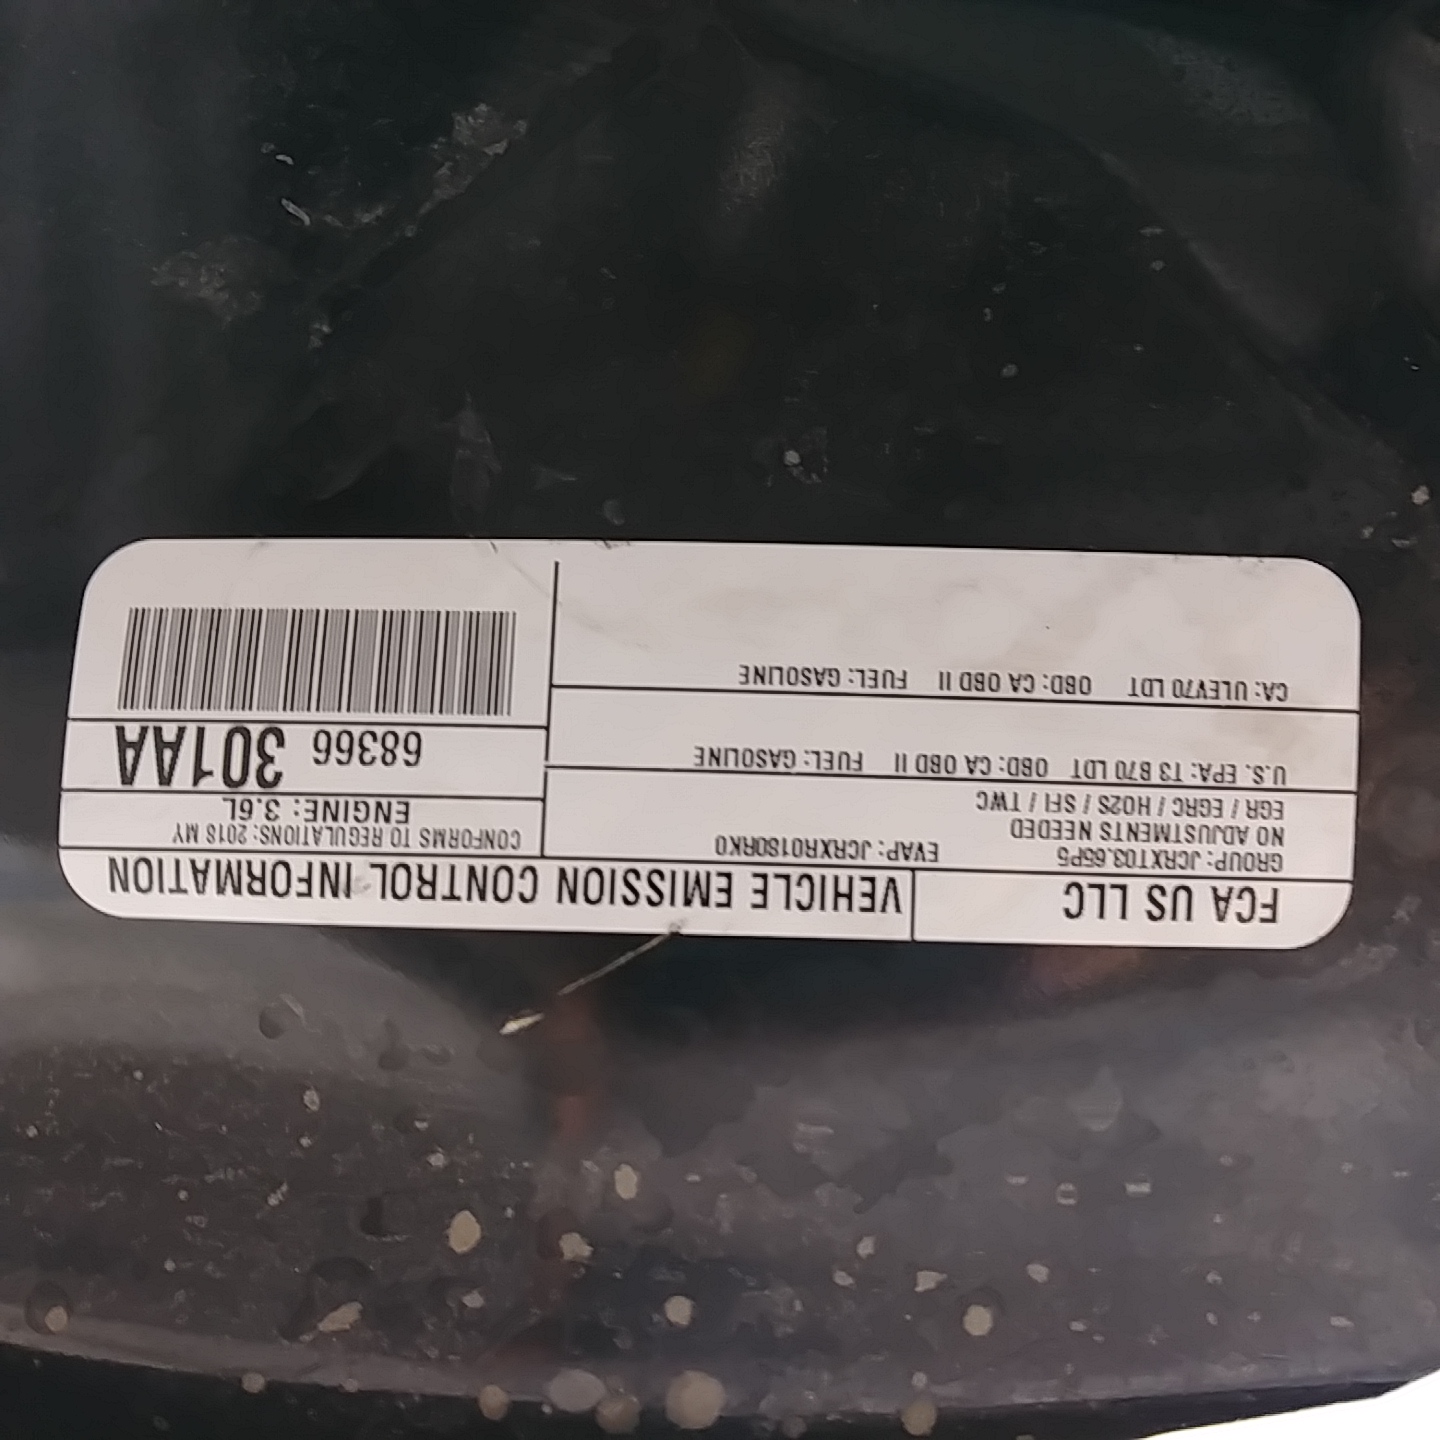 FCA US LLC
VEHICLE EMISSION CONTROL INFORMATION
GROUP: JCRXT03.65P5 EVAP: JCRXR0180RK0
NO ADJUSTMENTS NEEDED
EGR / EGRC / HO2S / SFI / TWC
CONFORMS TO REGULATIONS: 2018 MY
ENGINE: 3.6L
U.S. EPA: T3 B70 LDT OBD: CA OBD II FUEL: GASOLINE
68366 301AA
CA: ULEV70 LDT OBD: CA OBD II FUEL: GASOLINE